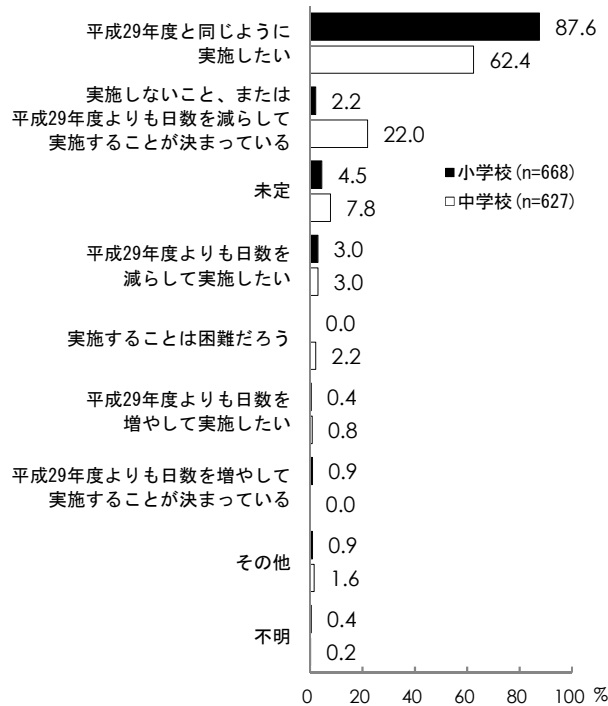 平成29年度と同じように
実施したい
87.6
62.4
実施しないこと、または
平成29年度よりも日数を減らして
実施することが決まっている
2.2
22.0
未定
4.5
7.8
■小学校(n=668)
□中学校(n=627)
平成29年度よりも日数を
減らして実施したい
3.0
3.0
実施することは困難だろう
0.0
2.2
平成29年度よりも日数を
増やして実施したい
0.4
0.8
平成29年度よりも日数を増やして
実施することが決まっている
0.9
0.0
その他
0.9
1.6
不明
0.4
0.2
0 20 40 60 80 100 %